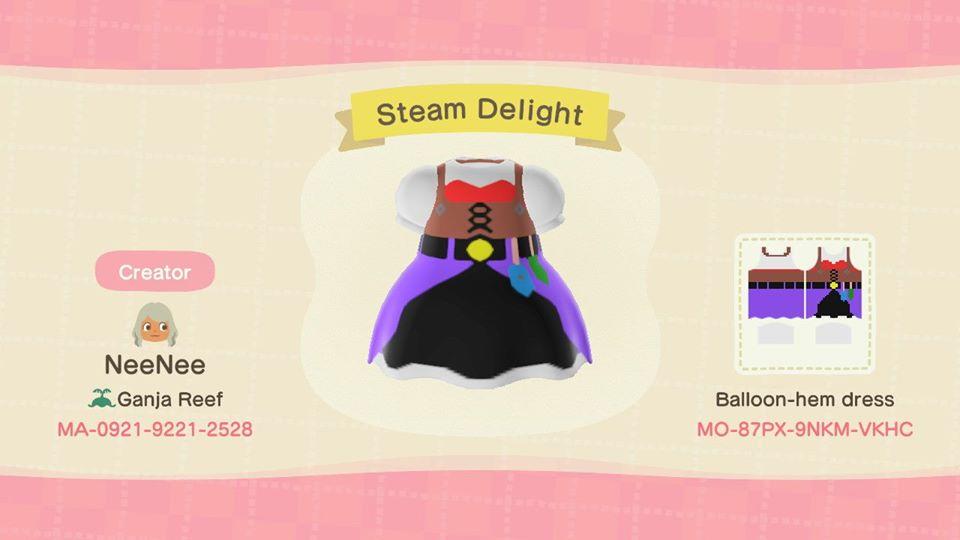 Steam Delight
Creator
NeeNee
Ganja Reef
MA-0921-9221-2528
Balloon-hem dress
MO-87PX-9NKM-VKHC